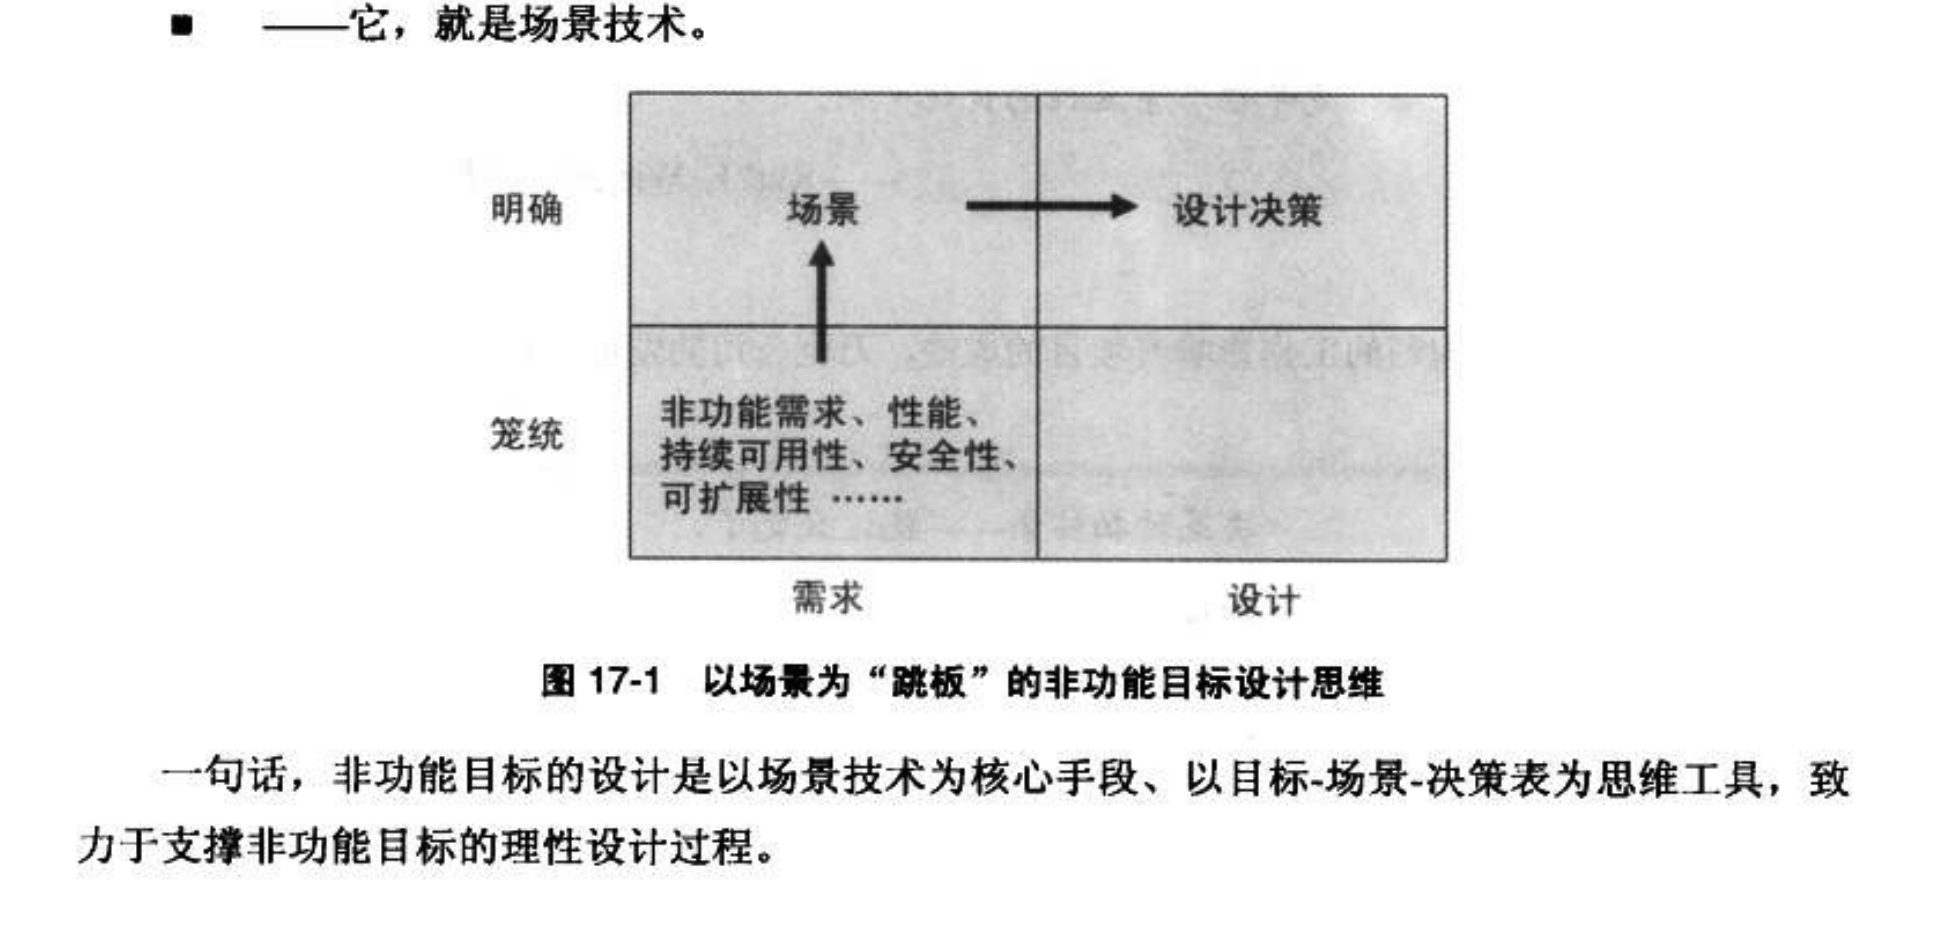 ■ ——它，就是场景技术。
明确
场景
设计决策
笼统
非功能需求、性能、
持续可用性、安全性、
可扩展性 ……
需求
设计
图 17-1 以场景为“跳板”的非功能目标设计思维
一句话，非功能目标的设计是以场景技术为核心手段、以目标-场景-决策表为思维工具，致
力于支撑非功能目标的理性设计过程。